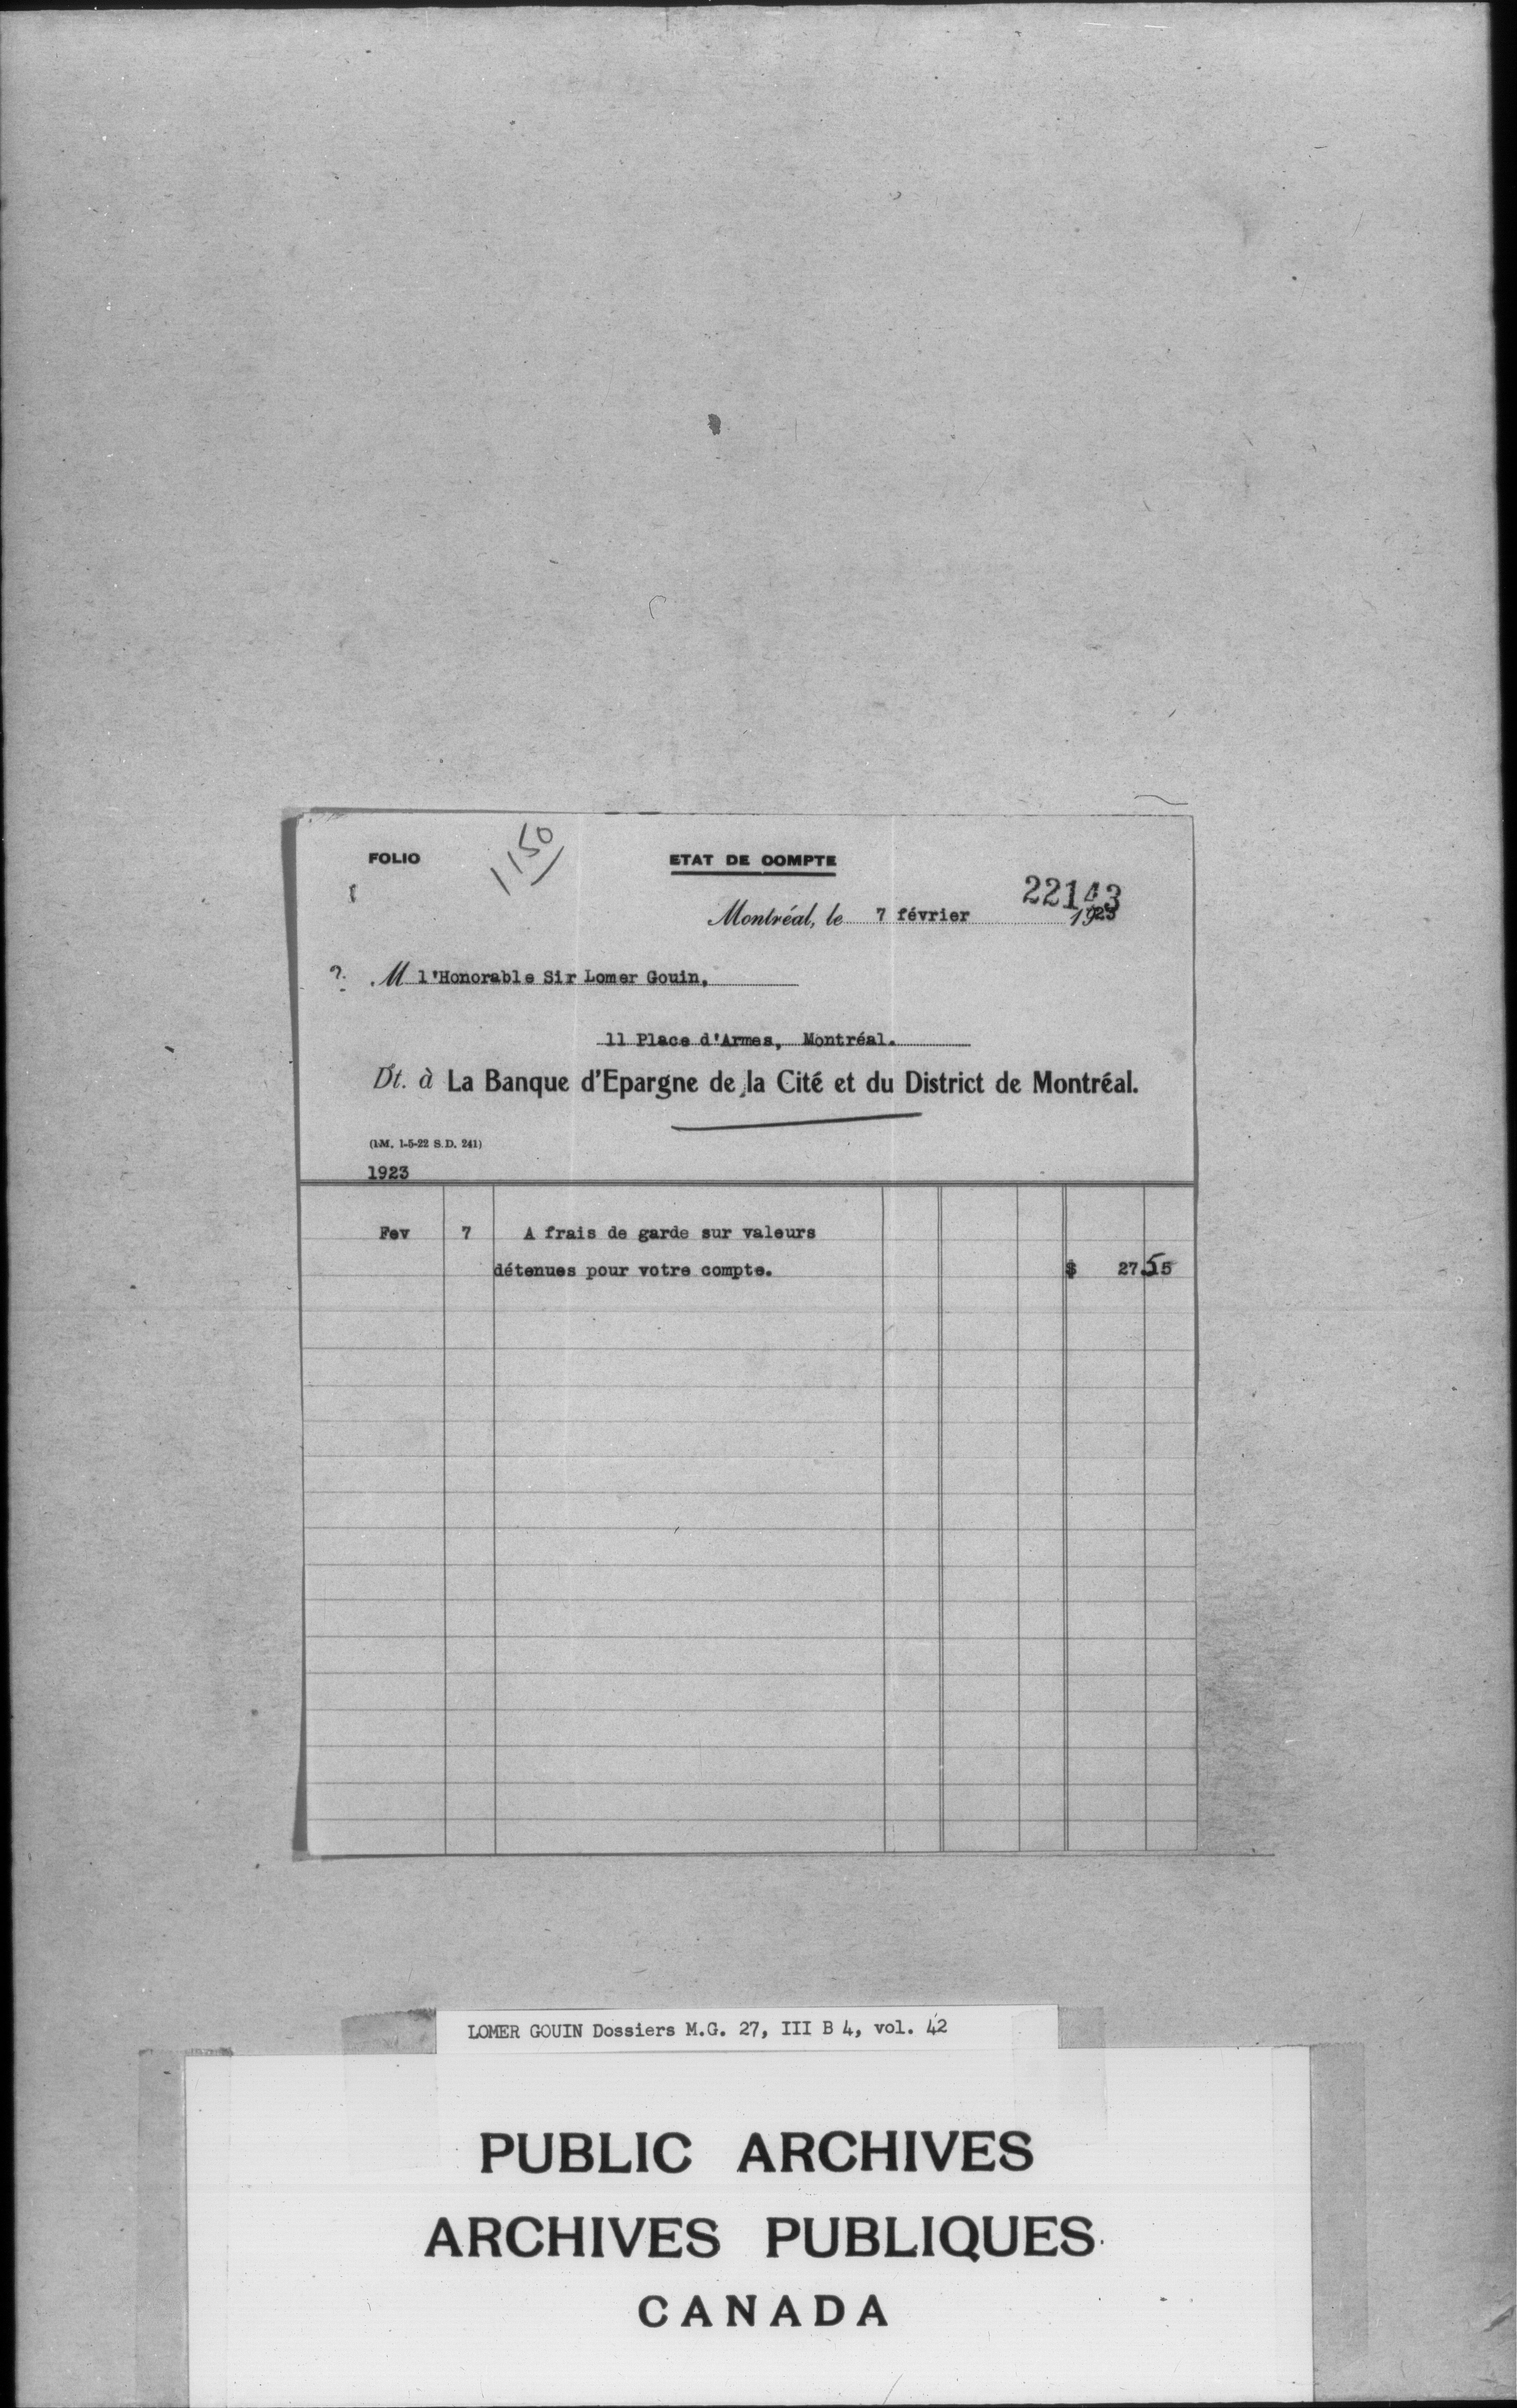 FOLIO
1150
ETAT DE COMPTE
22143
Montréal, le 7 février 1923
M l'Honorable Sir Lomer Gouin,
11 Place d'Armes, Montréal.
Dt. à La Banque d'Epargne de la Cité et du District de Montréal.
(1-M. 1-5-22 S.D. 241)
1923
Fev 7 A frais de garde sur valeurs
détenues pour votre compte. $ 27.55
LOMER GOUIN Dossiers M.G. 27, III B 4, vol. 42
PUBLIC ARCHIVES
ARCHIVES PUBLIQUES
CANADA